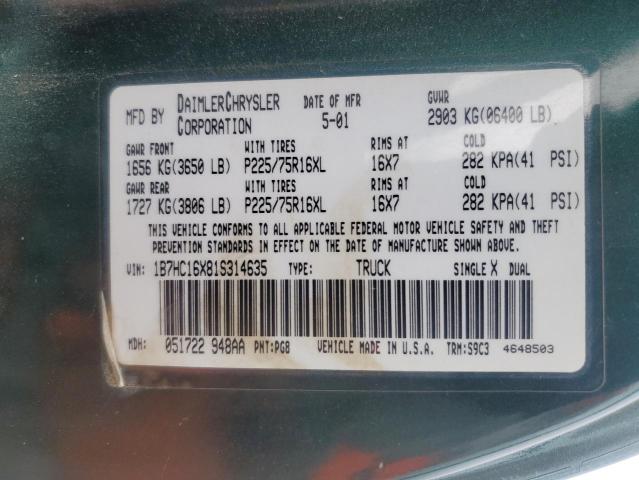 MFD BY DAIMLERCHRYSLER CORPORATION DATE OF MFR 5-01 GVWR 2903 KG(06400 LB)
GAWR FRONT WITH TIRES RIMS AT COLD
1656 KG(3650 LB) P225/75R16XL 16X7 282 KPA(41 PSI)
GAWR REAR WITH TIRES RIMS AT COLD
1727 KG(3806 LB) P225/75R16XL 16X7 282 KPA(41 PSI)
THIS VEHICLE CONFORMS TO ALL APPLICABLE FEDERAL MOTOR VEHICLE SAFETY AND THEFT
PREVENTION STANDARDS IN EFFECT ON THE DATE OF MANUFACTURE SHOWN ABOVE.
VIN: 1B7HC16X81S314635 TYPE: TRUCK SINGLE X DUAL
MDH: 051722 948AA PNT:PG8 VEHICLE MADE IN U.S.A. TRM:S9C3 4648503